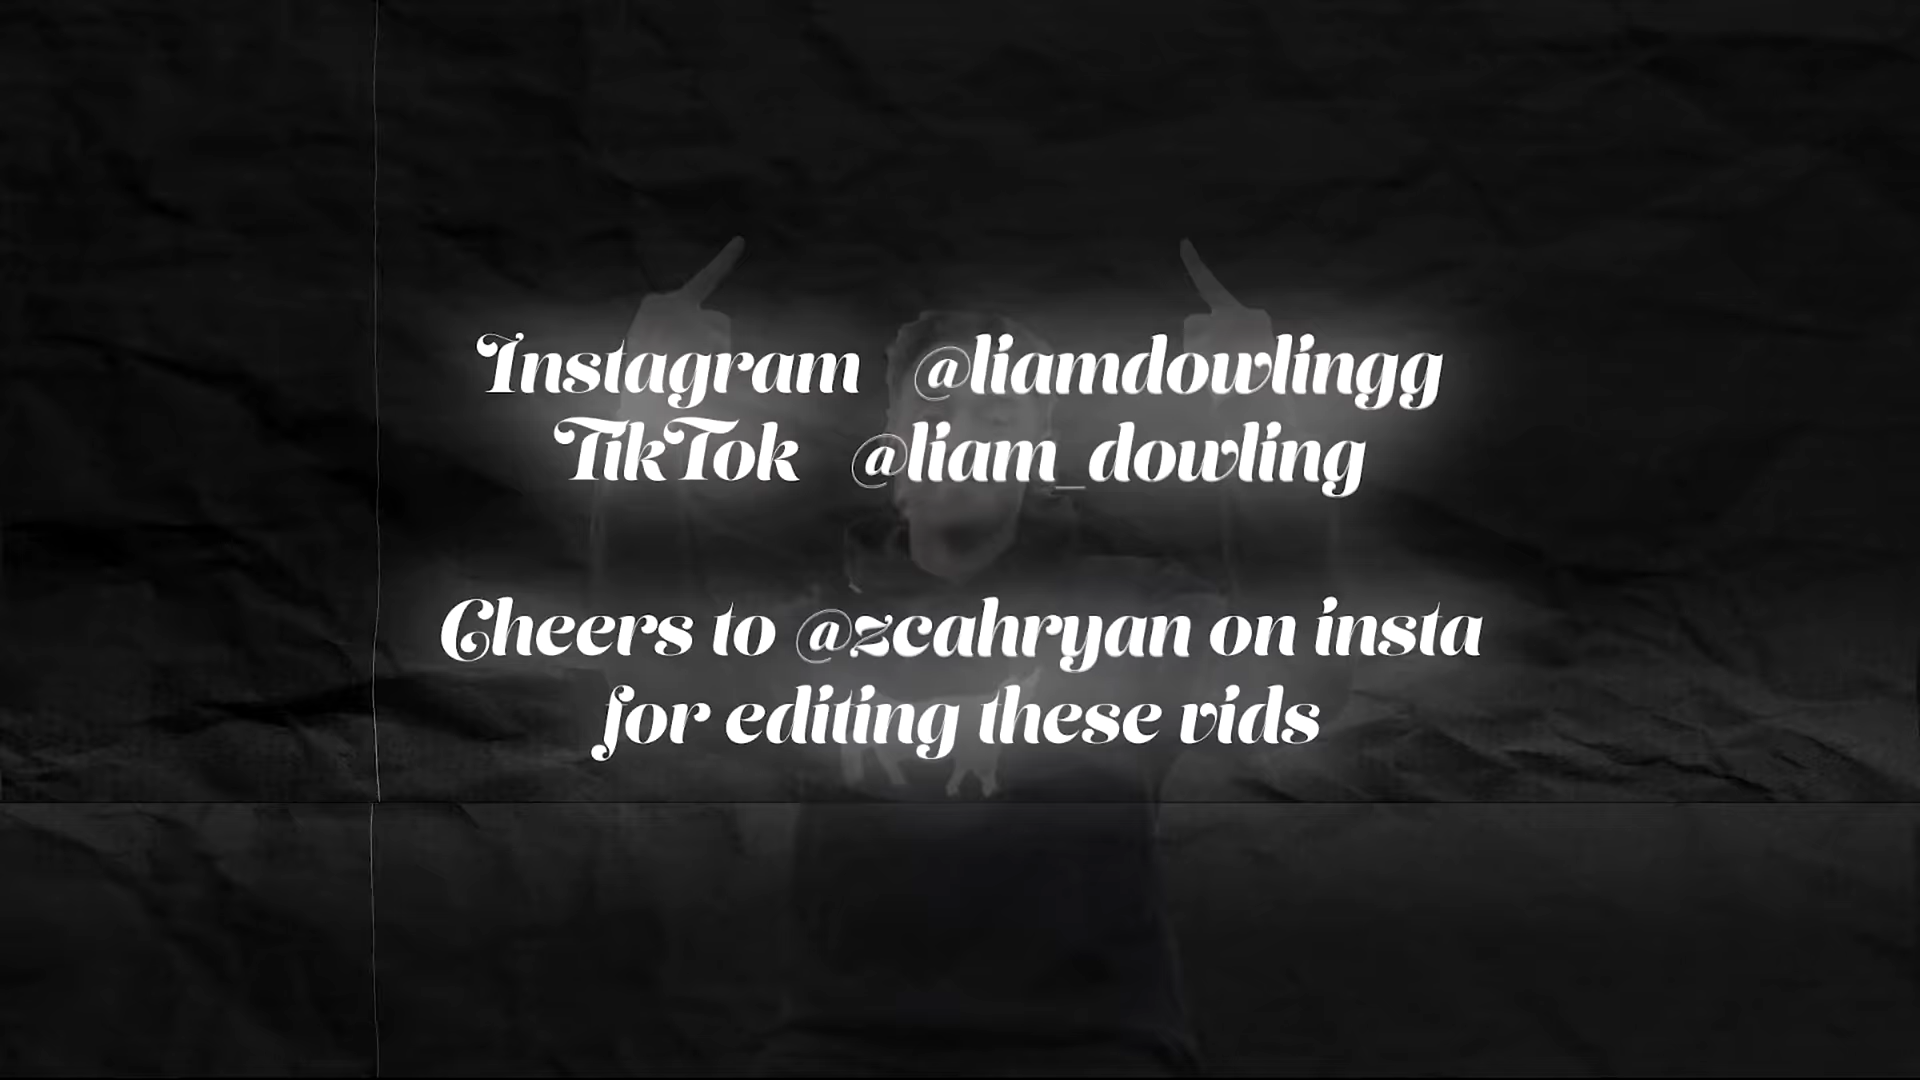 Instagram @liamdowlingg
TikTok @liam_dowling
Cheers to @zcahryan on insta
for editing these vids